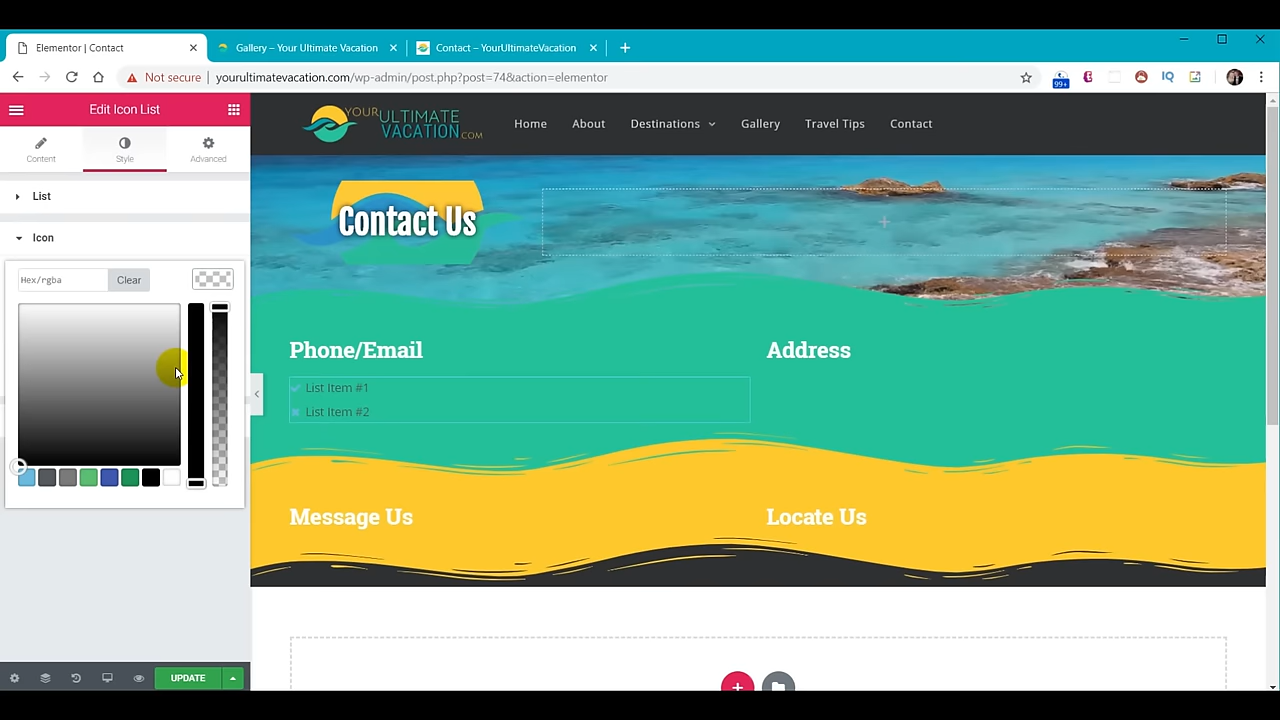 Elementor | Contact
Gallery – Your Ultimate Vacation
Contact – YourUltimateVacation
Not secure
yourultimatevacation.com/wp-admin/post.php?post=74&action=elementor
99+
IQ
Edit Icon List
Content
Style
Advanced
List
Icon
Hex/rgba
Clear
UPDATE
YOUR ULTIMATE
VACATION.COM
Home
About
Destinations
Gallery
Travel Tips
Contact
Contact Us
Phone/Email
Address
List Item #1
List Item #2
Message Us
Locate Us